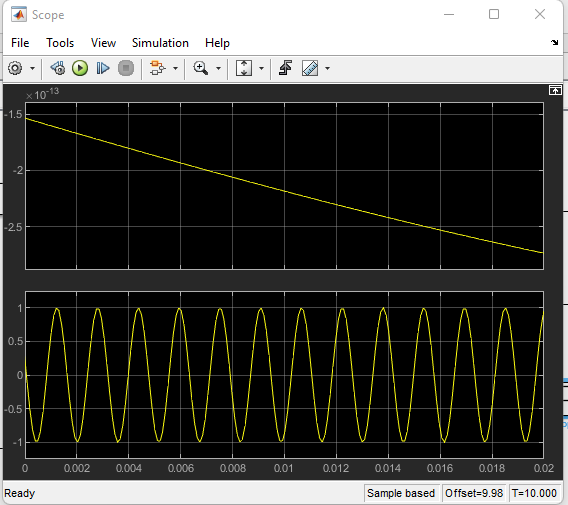 Scope
File Tools View Simulation Help
×10⁻¹³
-1.5
-2
-2.5
1
0.5
0
-0.5
-1
0 0.002 0.004 0.006 0.008 0.01 0.012 0.014 0.016 0.018 0.02
Ready Sample based Offset=9.98 T=10.000